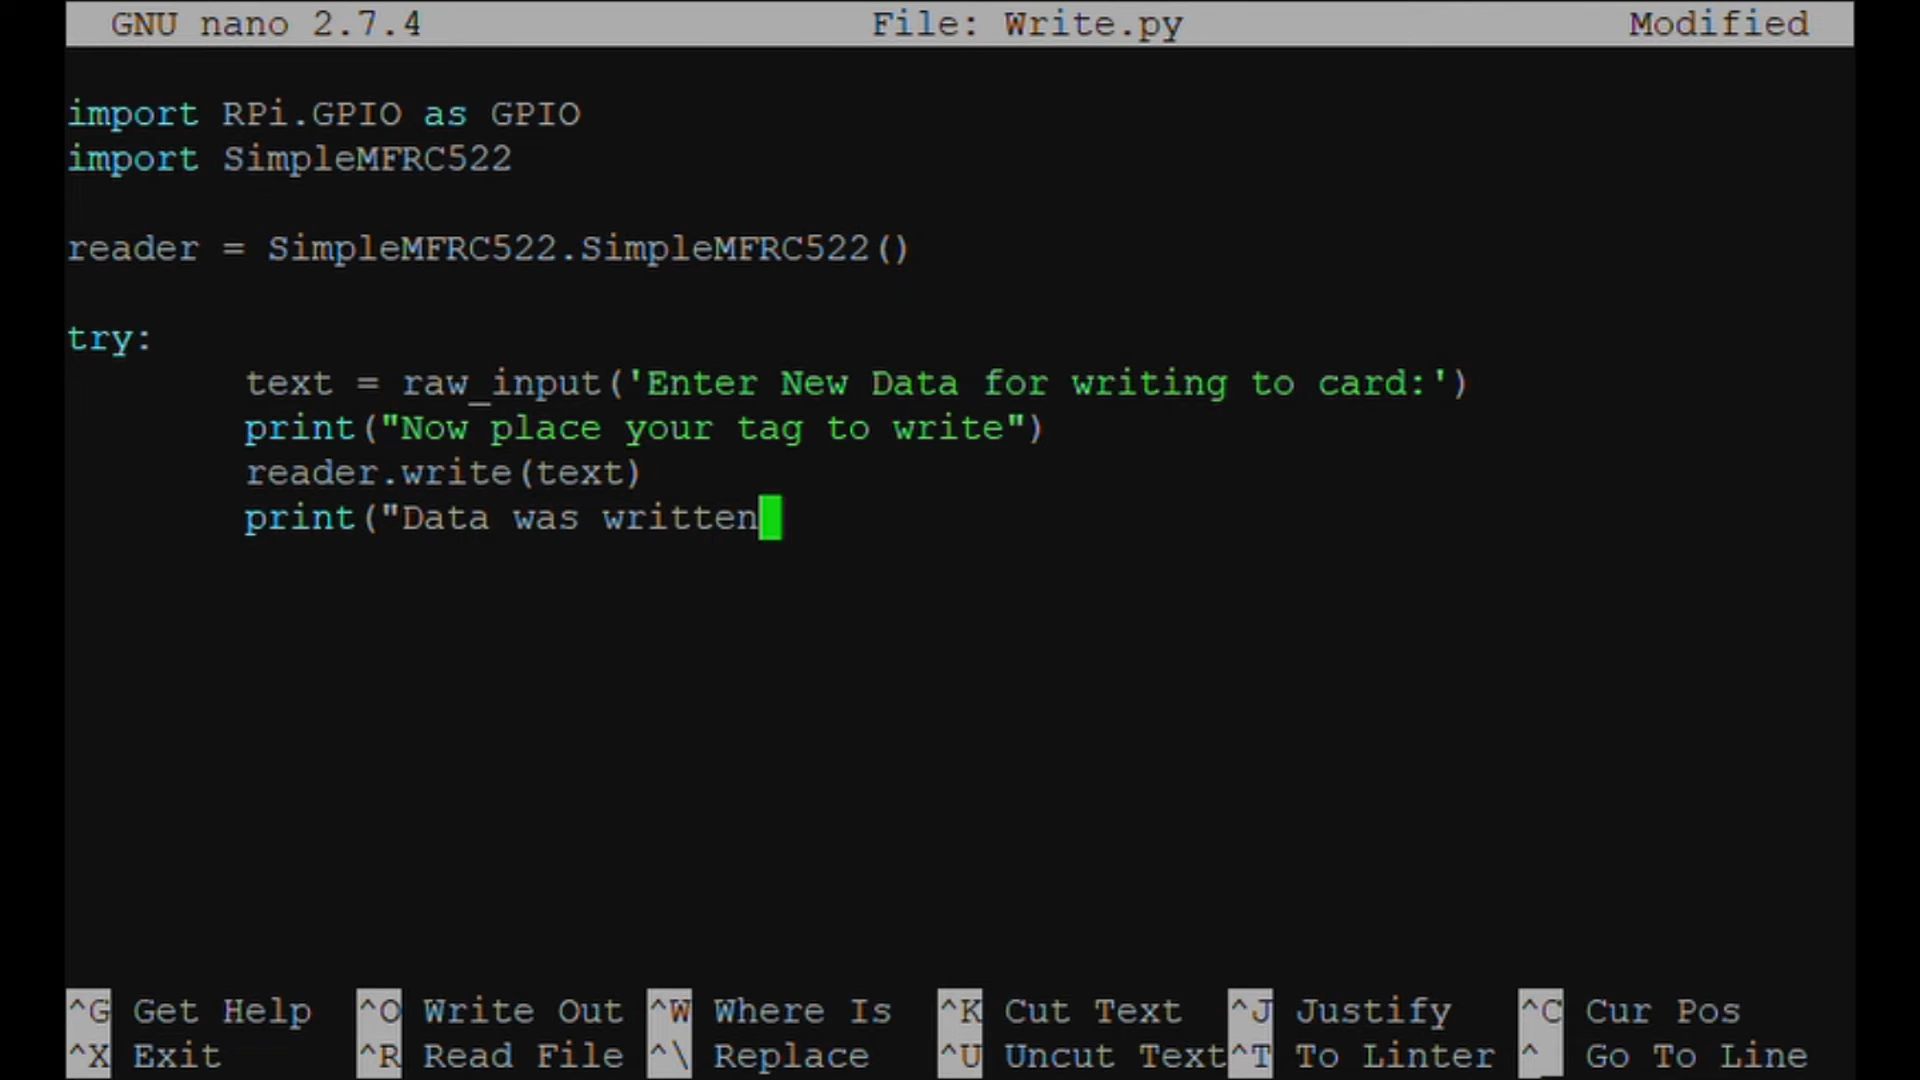 GNU nano 2.7.4 File: Write.py Modified
import RPi.GPIO as GPIO
import SimpleMFRC522
reader = SimpleMFRC522.SimpleMFRC522()
try:
text = raw_input('Enter New Data for writing to card:')
print("Now place your tag to write")
reader.write(text)
print("Data was written
^G Get Help ^O Write Out ^W Where Is ^K Cut Text ^J Justify ^C Cur Pos
^X Exit ^R Read File ^\ Replace ^U Uncut Text ^T To Linter ^_ Go To Line